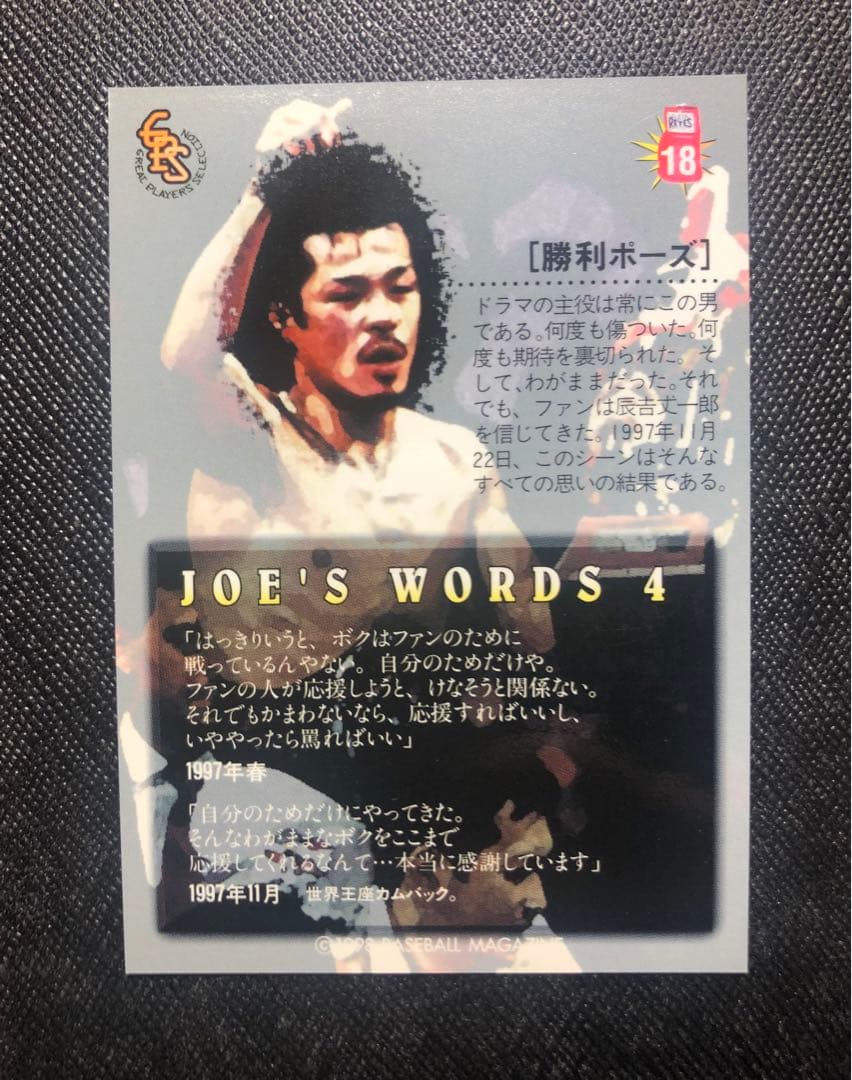 GPS
GREAT PLAYERS SELECTION
REYES
18
[勝利ポーズ]
ドラマの主役は常にこの男
である。何度も傷ついた。何
度も期待を裏切られた。そ
して、わがままだった。それ
でも、ファンは辰吉丈一郎
を信じてきた。1997年11月
22日、このシーンはそんな
すべての思いの結果である。
JOE'S WORDS 4
「はっきりいうと、ボクはファンのために
戦っているんやない。自分のためだけや。
ファンの人が応援しようと、けなそうと関係ない。
それでもかまわないなら、応援すればいいし、
いややったら罵ればいい」
1997年春
「自分のためだけにやってきた。
そんなわがままなボクをここまで
応援してくれるなんて…本当に感謝しています」
1997年11月 世界王座カムバック。
©1998 BASEBALL MAGAZINE